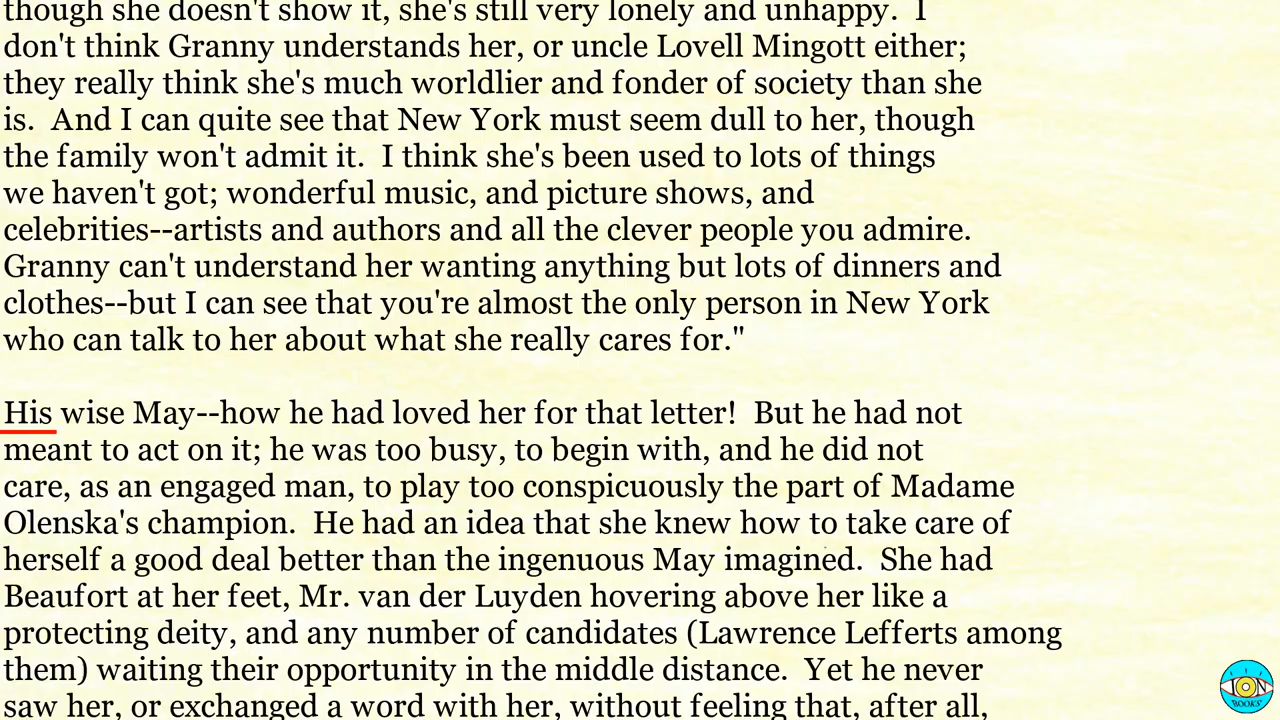 though she doesn't show it, she's still very lonely and unhappy.  I
don't think Granny understands her, or uncle Lovell Mingott either;
they really think she's much worldlier and fonder of society than she
is.  And I can quite see that New York must seem dull to her, though
the family won't admit it.  I think she's been used to lots of things
we haven't got; wonderful music, and picture shows, and
celebrities--artists and authors and all the clever people you admire.
Granny can't understand her wanting anything but lots of dinners and
clothes--but I can see that you're almost the only person in New York
who can talk to her about what she really cares for."
His wise May--how he had loved her for that letter!  But he had not
meant to act on it; he was too busy, to begin with, and he did not
care, as an engaged man, to play too conspicuously the part of Madame
Olenska's champion.  He had an idea that she knew how to take care of
herself a good deal better than the ingenuous May imagined.  She had
Beaufort at her feet, Mr. van der Luyden hovering above her like a
protecting deity, and any number of candidates (Lawrence Lefferts among
them) waiting their opportunity in the middle distance.  Yet he never
saw her, or exchanged a word with her, without feeling that, after all,
ION
BOOKS